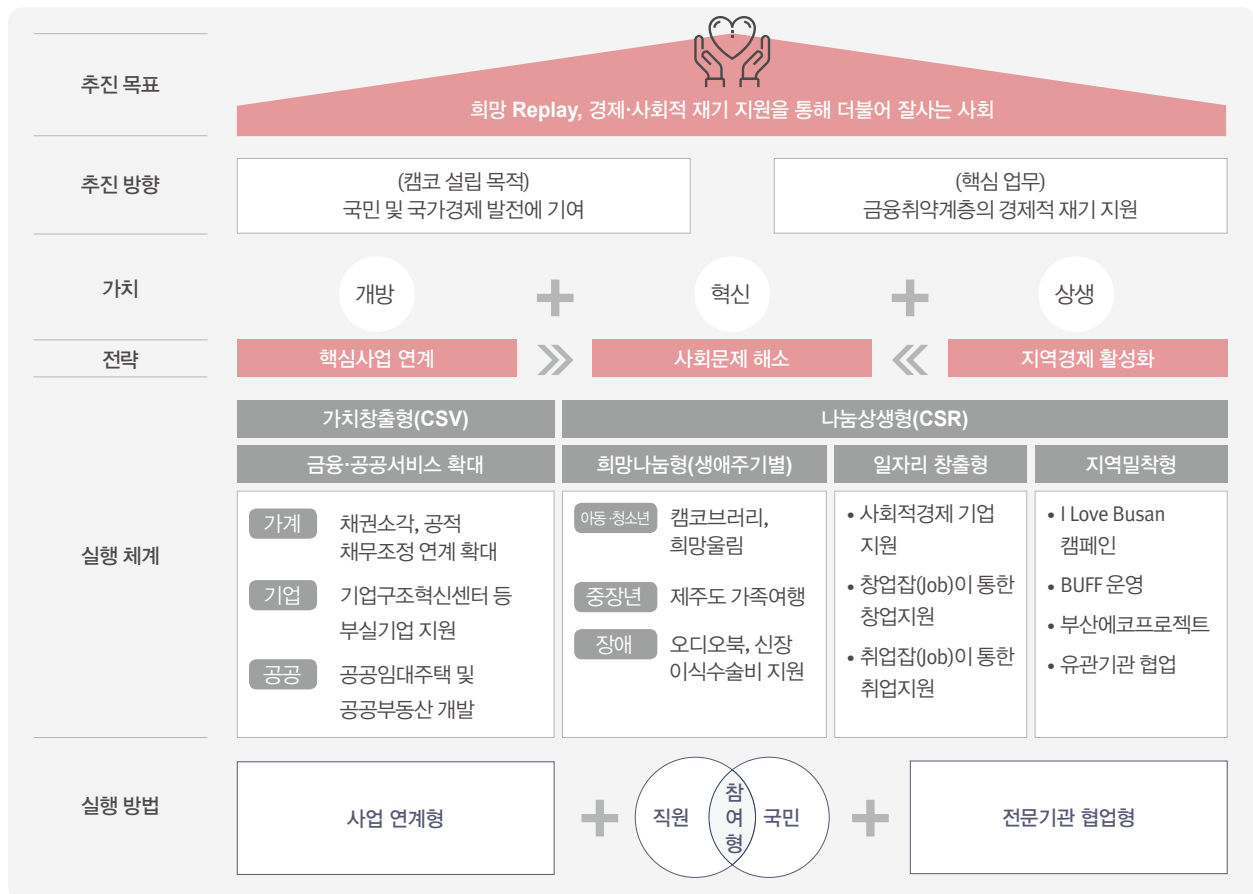 추진 목표
희망 Replay, 경제·사회적 재기 지원을 통해 더불어 잘사는 사회
추진 방향
(캠코 설립 목적)
국민 및 국가경제 발전에 기여
(핵심 업무)
금융취약계층의 경제적 재기 지원
가치
개방
혁신
상생
전략
핵심사업 연계
사회문제 해소
지역경제 활성화
실행 체계
가치창출형(CSV)
나눔상생형(CSR)
금융·공공서비스 확대
희망나눔형(생애주기별)
일자리 창출형
지역밀착형
가계
채권소각, 공적
채무조정 연계 확대
기업
기업구조혁신센터 등
부실기업 지원
공공
공공임대주택 및
공공부동산 개발
아동·청소년
캠코브러리,
희망울림
중장년
제주도 가족여행
장애
오디오북, 신장
이식수술비 지원
• 사회적경제 기업
지원
• 창업잡(Job)이 통한
창업지원
• 취업잡(Job)이 통한
취업지원
• I Love Busan
캠페인
• BUFF 운영
• 부산에코프로젝트
• 유관기관 협업
실행 방법
사업 연계형
직원
참여형
국민
전문기관 협업형